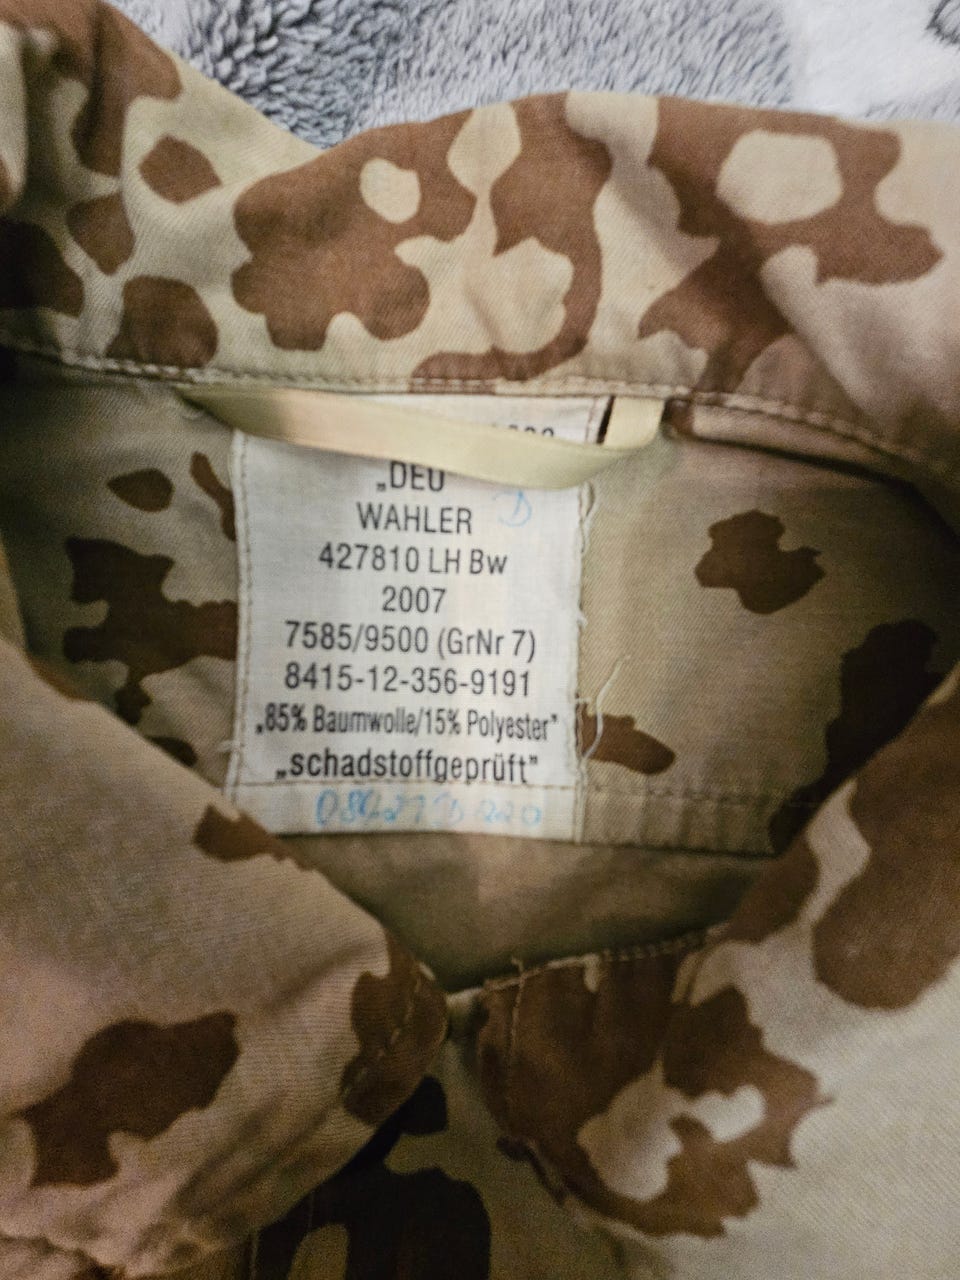 „DEU
WAHLER
427810 LH Bw
2007
7585/9500 (GrNr 7)
8415-12-356-9191
„85% Baumwolle/15% Polyester"
„schadstoffgeprüft"